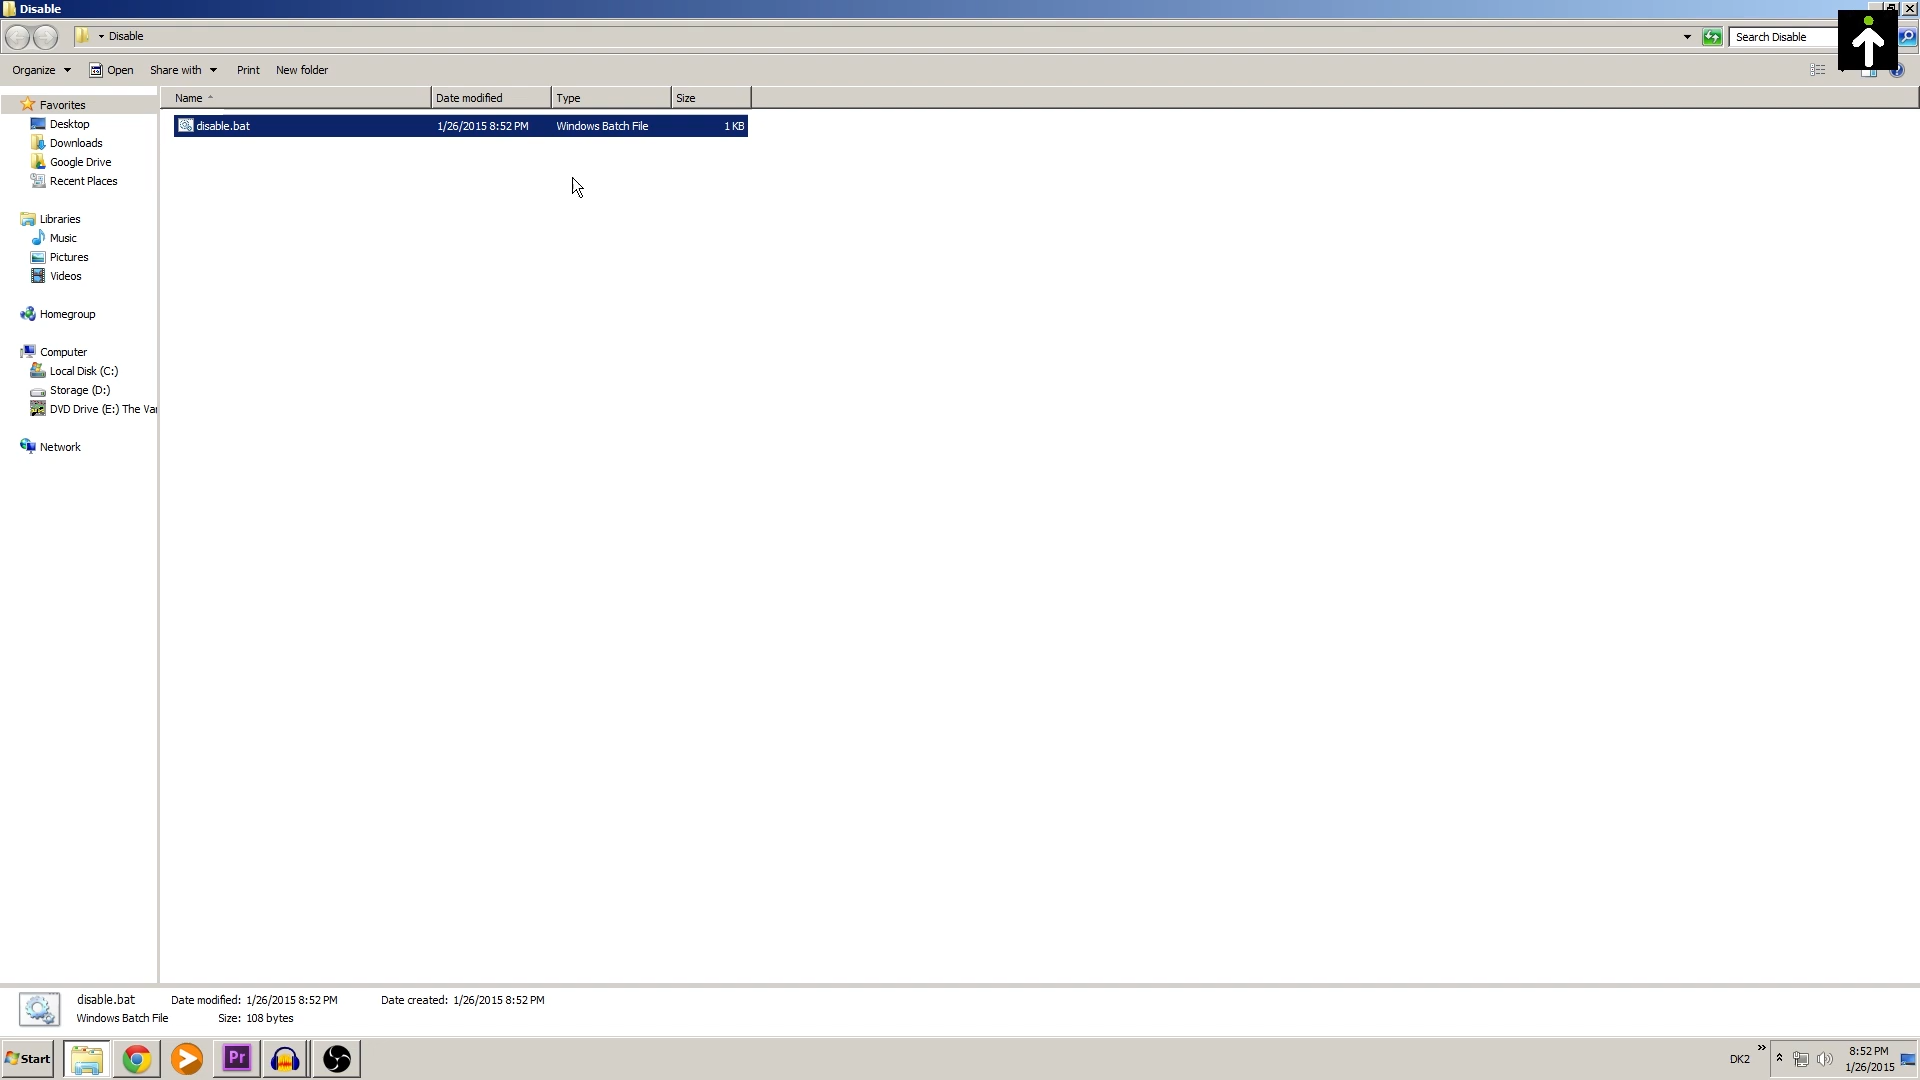 Disable
Disable
Search Disable
Organize
Open
Share with
Print
New folder
Name
Date modified
Type
Size
disable.bat
1/26/2015 8:52 PM
Windows Batch File
1 KB
Favorites
Desktop
Downloads
Google Drive
Recent Places
Libraries
Music
Pictures
Videos
Homegroup
Computer
Local Disk (C:)
Storage (D:)
DVD Drive (E:) The Var
Network
disable.bat
Date modified: 1/26/2015 8:52 PM
Date created: 1/26/2015 8:52 PM
Windows Batch File
Size: 108 bytes
Start
Pr
DK2
8:52 PM
1/26/2015